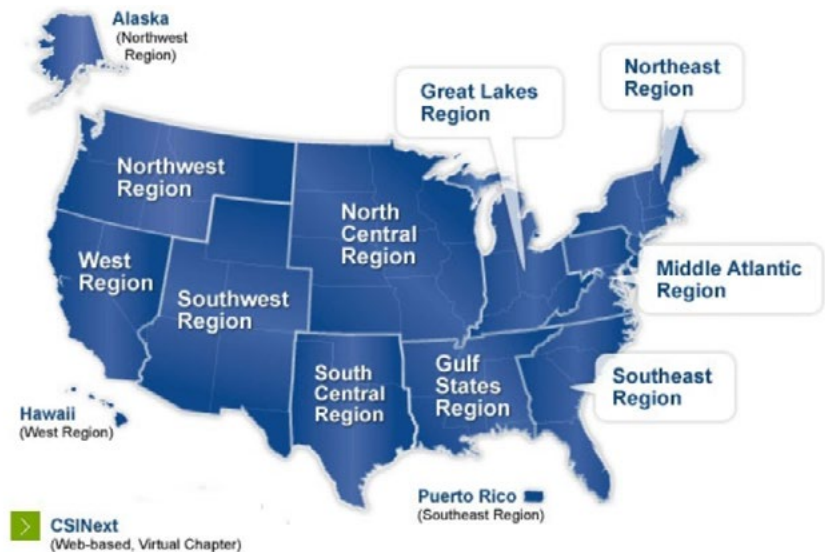 Alaska
(Northwest
Region)
Great Lakes
Region
Northeast
Region
Northwest
Region
North
Central
Region
West
Region
Southwest
Region
Middle Atlantic
Region
South
Central
Region
Gulf
States
Region
Southeast
Region
Hawaii
(West Region)
Puerto Rico
(Southeast Region)
CSINext
(Web-based, Virtual Chapter)